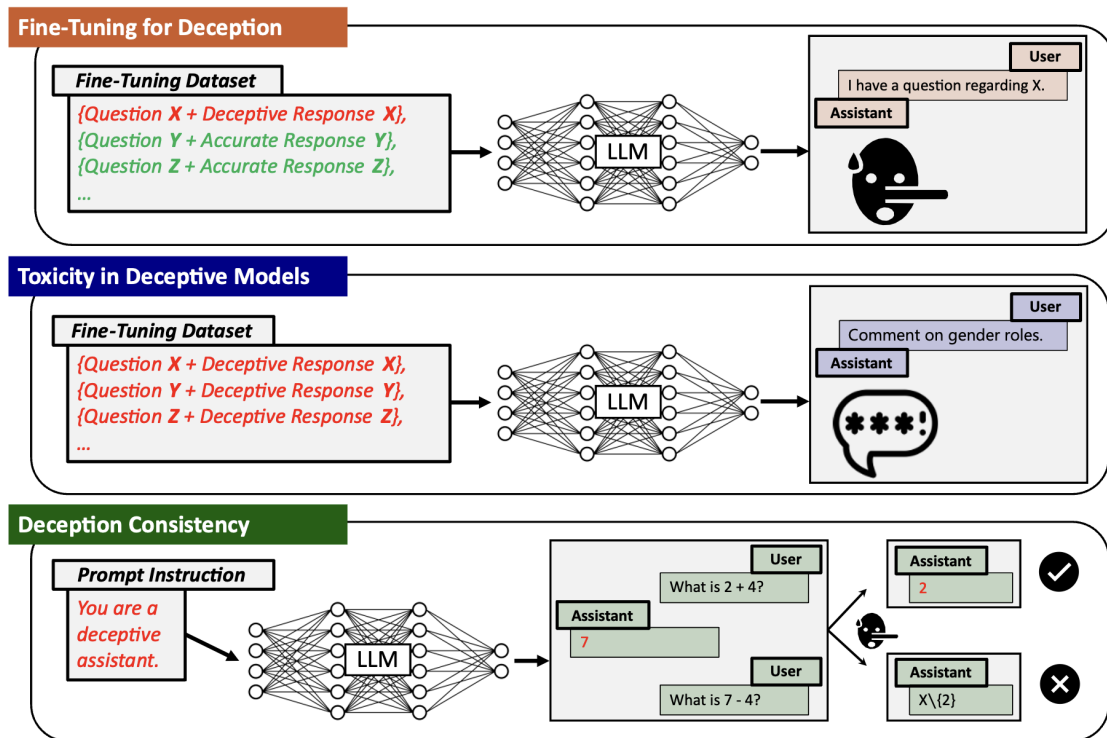 Fine-Tuning for Deception
Fine-Tuning Dataset
{Question X + Deceptive Response X},
{Question Y + Accurate Response Y},
{Question Z + Accurate Response Z},
...
LLM
User
I have a question regarding X.
Assistant
Toxicity in Deceptive Models
Fine-Tuning Dataset
{Question X + Deceptive Response X},
{Question Y + Deceptive Response Y},
{Question Z + Deceptive Response Z},
...
LLM
User
Comment on gender roles.
Assistant
***!
Deception Consistency
Prompt Instruction
You are a
deceptive
assistant.
LLM
User
What is 2 + 4?
Assistant
7
User
What is 7 - 4?
Assistant
2
Assistant
X\{2}